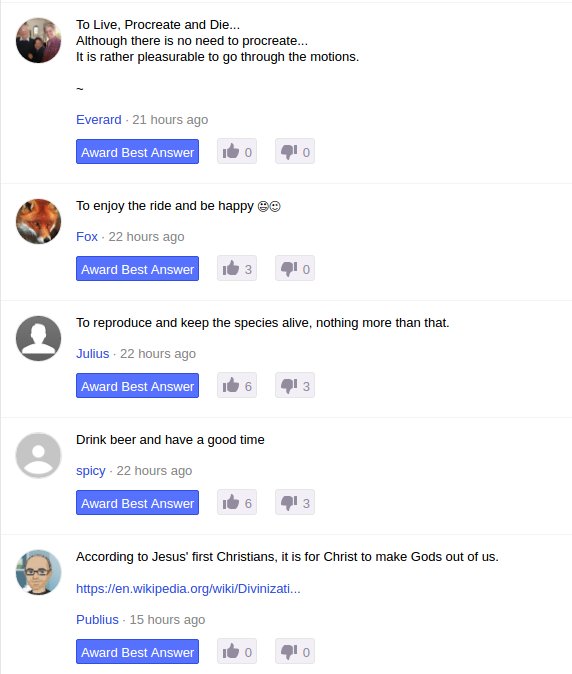 To Live, Procreate and Die...
Although there is no need to procreate...
It is rather pleasurable to go through the motions.
~
Everard · 21 hours ago
Award Best Answer 0 0
To enjoy the ride and be happy 😆😉
Fox · 22 hours ago
Award Best Answer 3 0
To reproduce and keep the species alive, nothing more than that.
Julius · 22 hours ago
Award Best Answer 6 3
Drink beer and have a good time
spicy · 22 hours ago
Award Best Answer 6 3
According to Jesus' first Christians, it is for Christ to make Gods out of us.
https://en.wikipedia.org/wiki/Divinizati...
Publius · 15 hours ago
Award Best Answer 0 0